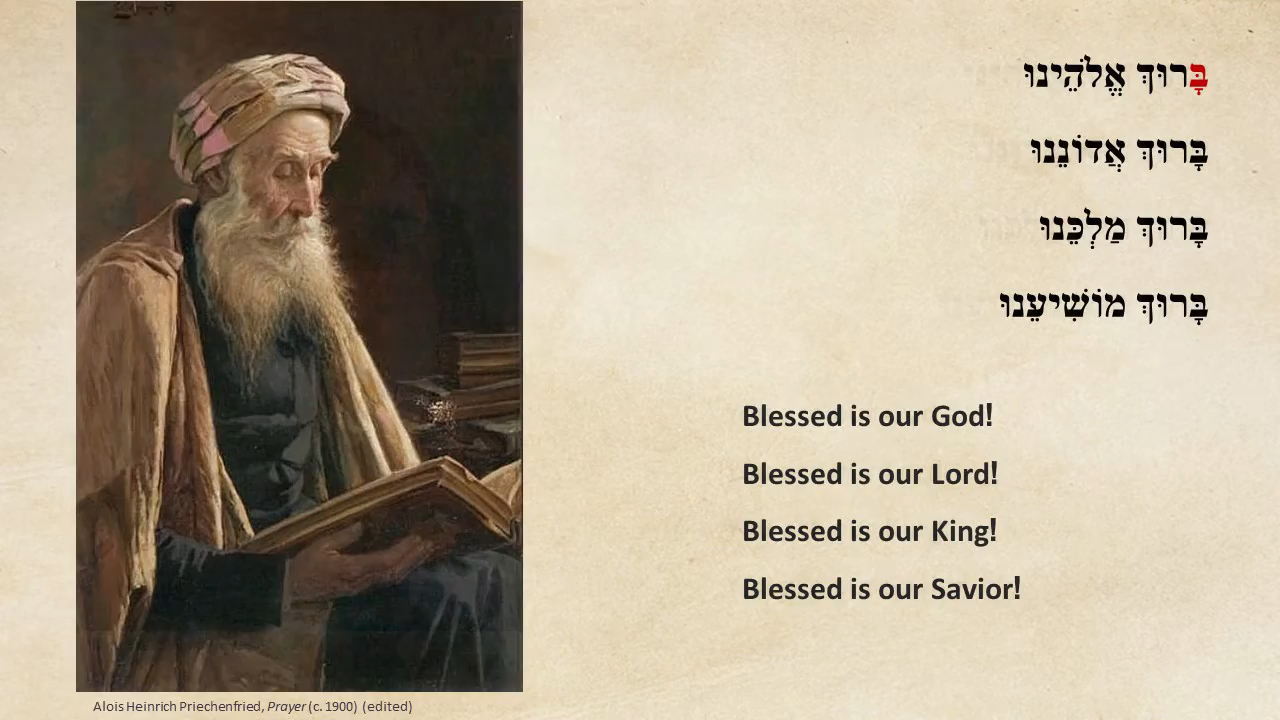 בָּרוּךְ אֱלֹהֵינוּ
בָּרוּךְ אֲדוֹנֵנוּ
בָּרוּךְ מַלְכֵּנוּ
בָּרוּךְ מוֹשִׁיעֵנוּ
Blessed is our God!
Blessed is our Lord!
Blessed is our King!
Blessed is our Savior!
Alois Heinrich Priechenfried, Prayer (c. 1900) (edited)